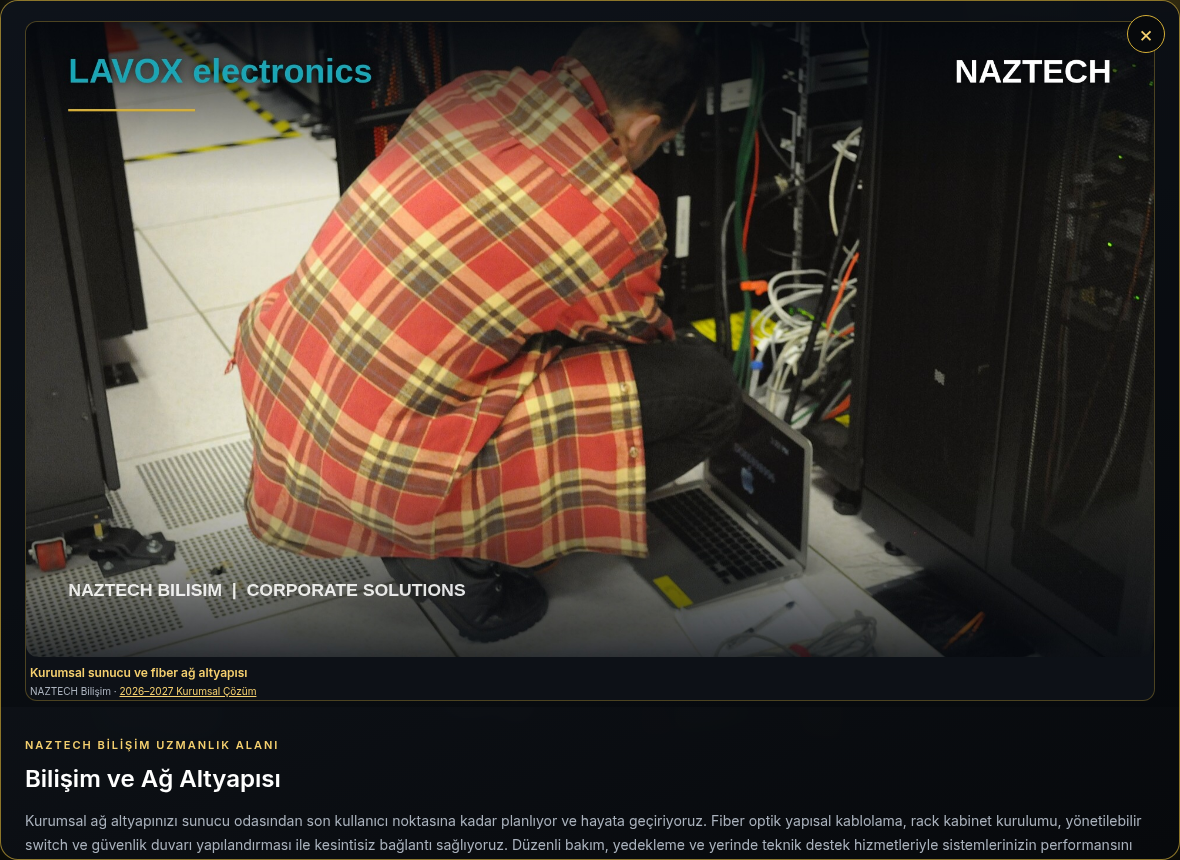 LAVOX electronics
NAZTECH
NAZTECH BILISIM | CORPORATE SOLUTIONS
Kurumsal sunucu ve fiber ağ altyapısı
NAZTECH Bilişim · 2026–2027 Kurumsal Çözüm
NAZTECH BİLİŞİM UZMANLIK ALANI
Bilişim ve Ağ Altyapısı
Kurumsal ağ altyapınızı sunucu odasından son kullanıcı noktasına kadar planlıyor ve hayata geçiriyoruz. Fiber optik yapısal kablolama, rack kabinet kurulumu, yönetilebilir
switch ve güvenlik duvarı yapılandırması ile kesintisiz bağlantı sağlıyoruz. Düzenli bakım, yedekleme ve yerinde teknik destek hizmetleriyle sistemlerinizin performansını